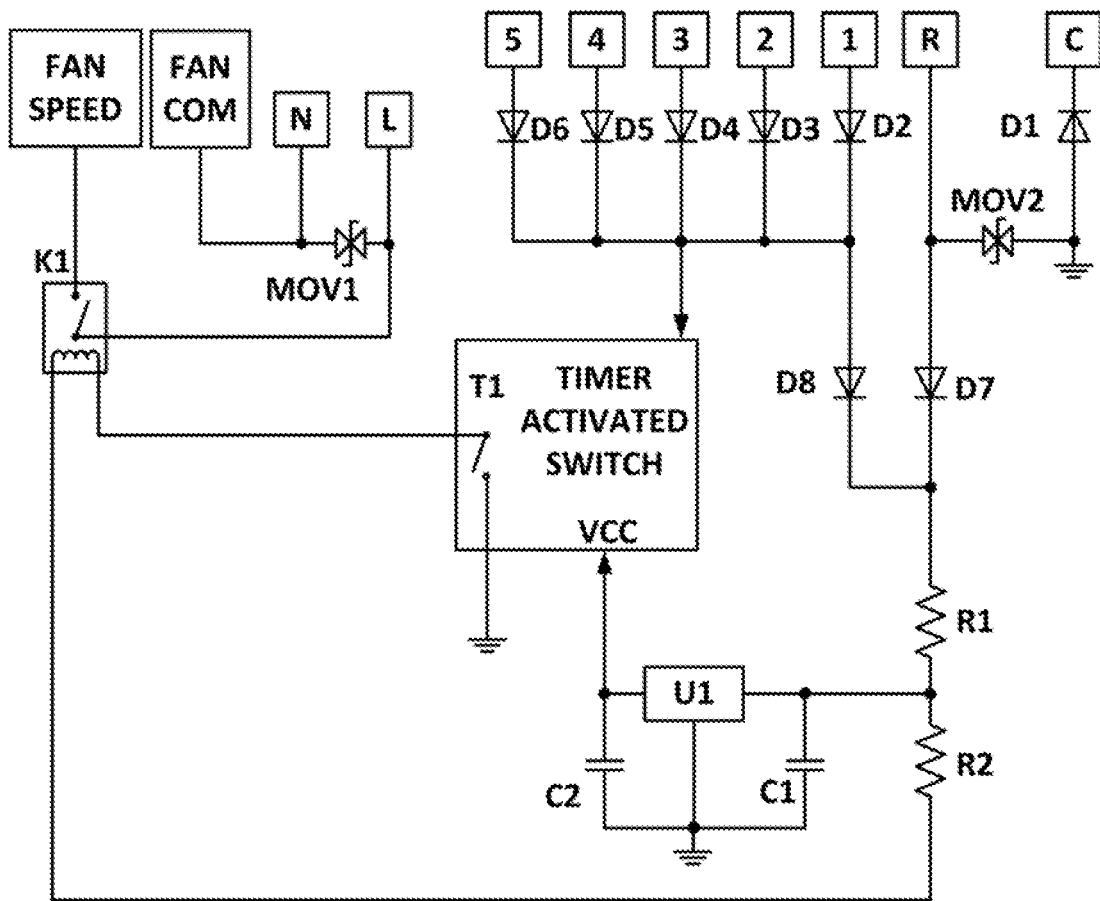 5 4 3 2 1 R C
FAN
SPEED
FAN
COM
N
L
D6 D5 D4 D3 D2 D1
MOV2
K1
MOV1
T1
TIMER
ACTIVATED
SWITCH
VCC
D8
D7
R1
U1
R2
C2
C1